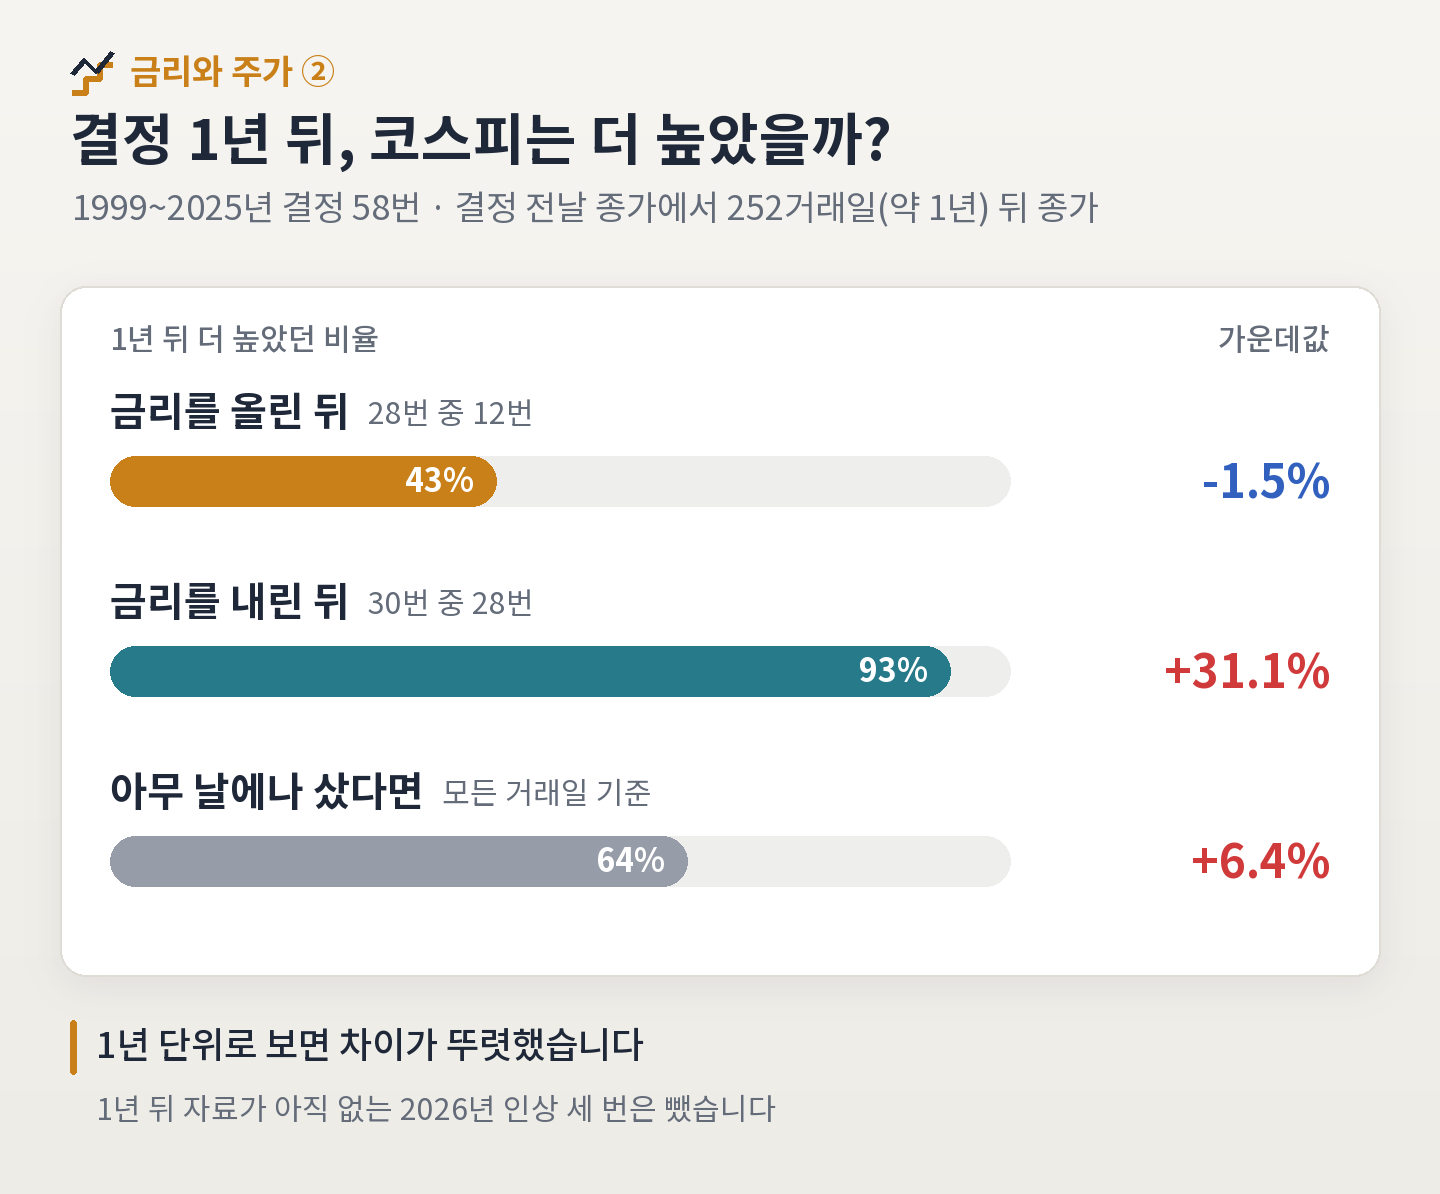 금리와 주가 ②
결정 1년 뒤, 코스피는 더 높았을까?
1999~2025년 결정 58번 · 결정 전날 종가에서 252거래일(약 1년) 뒤 종가
1년 뒤 더 높았던 비율 가운데값
금리를 올린 뒤 28번 중 12번
43% -1.5%
금리를 내린 뒤 30번 중 28번
93% +31.1%
아무 날에나 샀다면 모든 거래일 기준
64% +6.4%
1년 단위로 보면 차이가 뚜렷했습니다
1년 뒤 자료가 아직 없는 2026년 인상 세 번은 뺐습니다